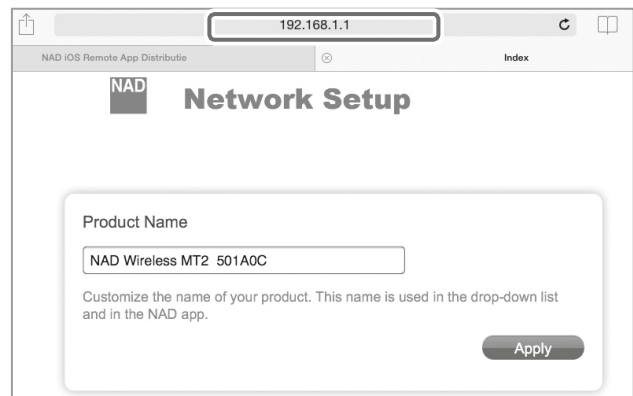 192.168.1.1
NAD iOS Remote App Distributie
Index
NAD
Network Setup
Product Name
NAD Wireless MT2 501A0C
Customize the name of your product. This name is used in the drop-down list
and in the NAD app.
Apply